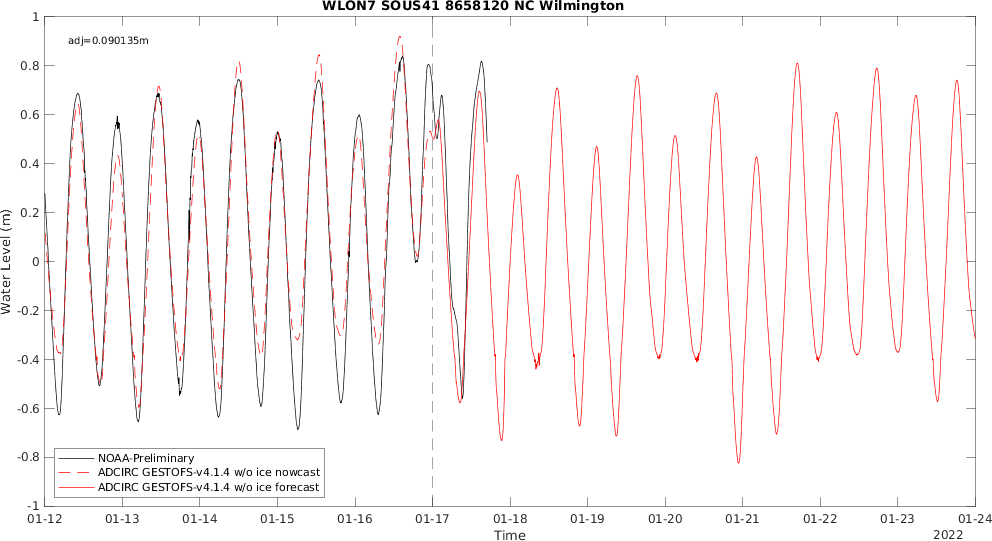 WLON7 SOUS41 8658120 NC Wilmington
adj=0.090135m
1
0.8
0.6
0.4
0.2
0
-0.2
-0.4
-0.6
-0.8
-1
Water Level (m)
NOAA-Preliminary
ADCIRC GESTOFS-v4.1.4 w/o ice nowcast
ADCIRC GESTOFS-v4.1.4 w/o ice forecast
01-12 01-13 01-14 01-15 01-16 01-17 01-18 01-19 01-20 01-21 01-22 01-23 01-24
Time
2022